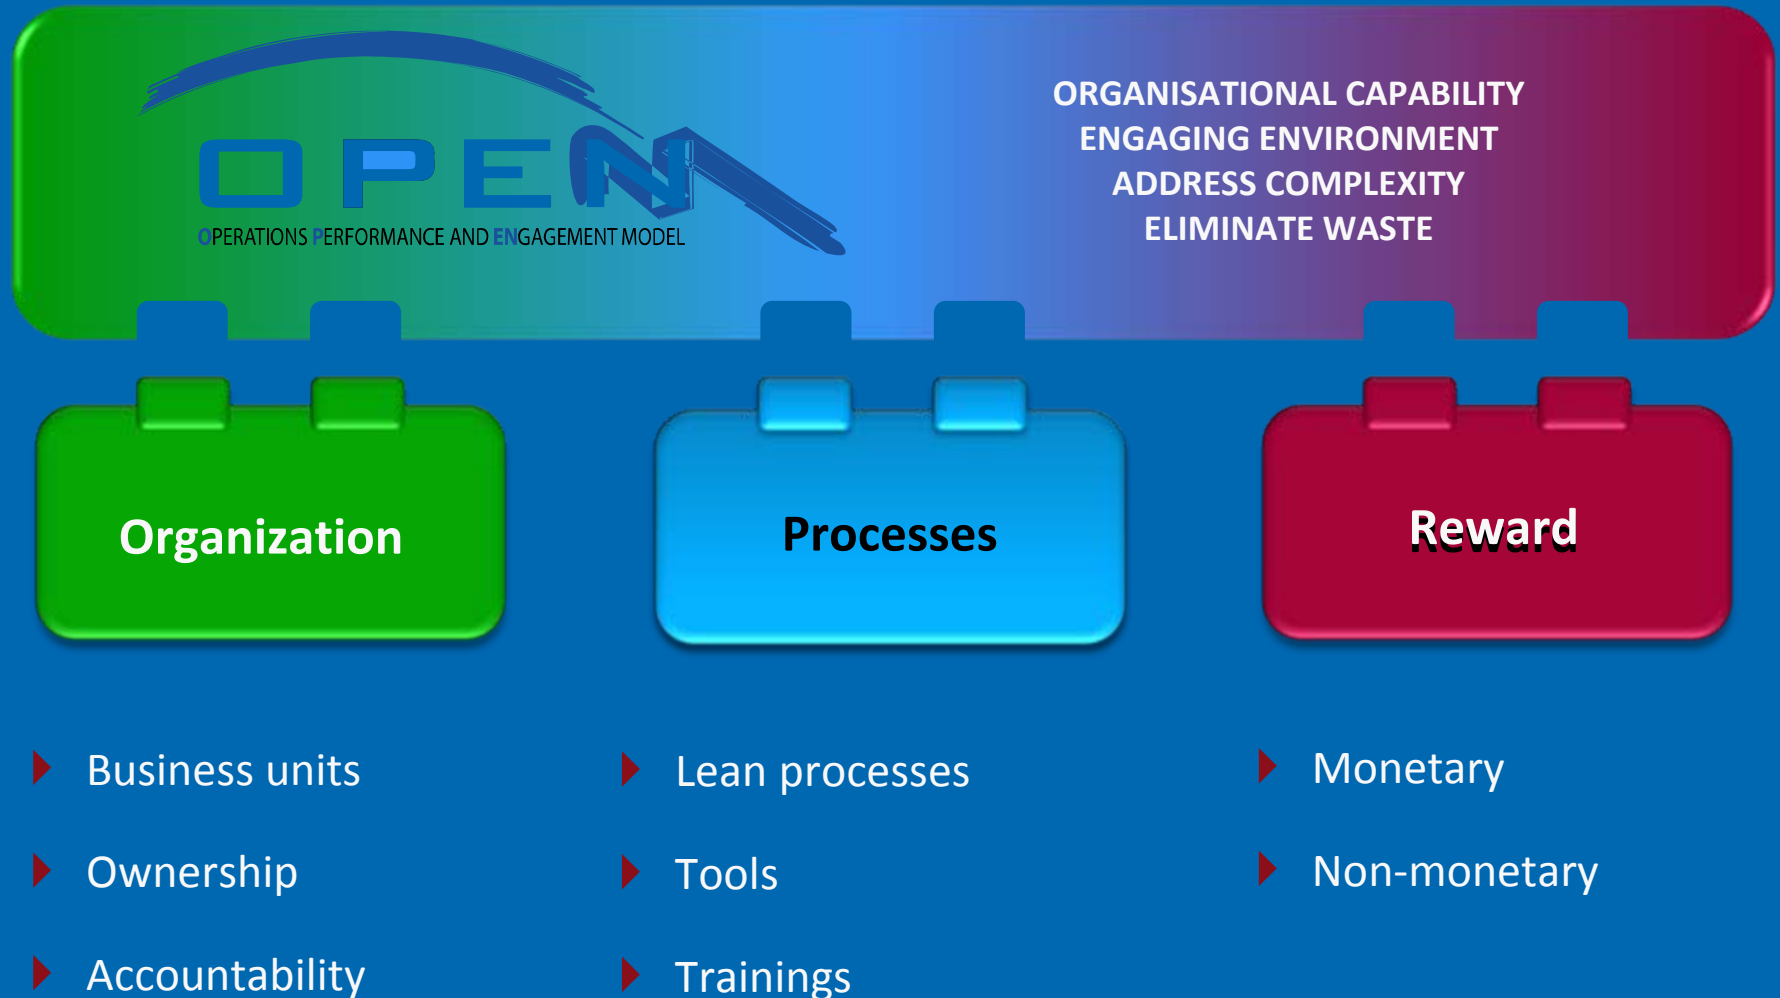 OPEN
OPERATIONS PERFORMANCE AND ENGAGEMENT MODEL
ORGANISATIONAL CAPABILITY
ENGAGING ENVIRONMENT
ADDRESS COMPLEXITY
ELIMINATE WASTE
Organization
Processes
Reward
Business units
Ownership
Accountability
Lean processes
Tools
Trainings
Monetary
Non-monetary